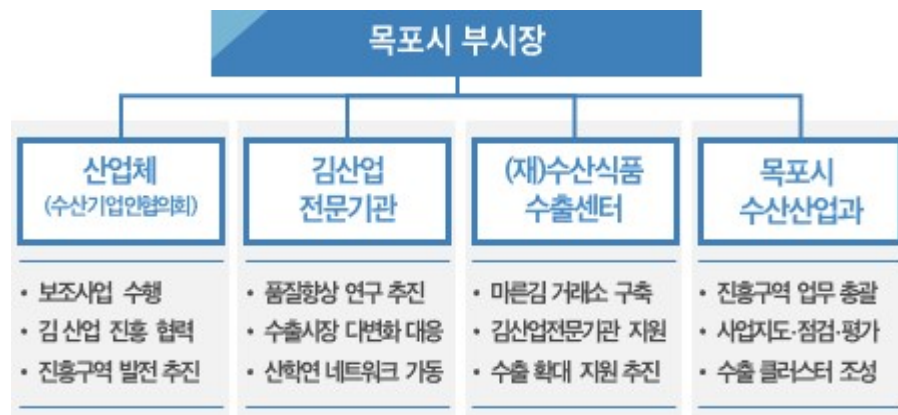 목포시 부시장
산업체
(수산기업인협의회)
• 보조사업 수행
• 김 산업 진흥 협력
• 진흥구역 발전 추진
김산업
전문기관
• 품질향상 연구 추진
• 수출시장 다변화 대응
• 산학연 네트워크 가동
(재)수산식품
수출센터
• 마른김 거래소 구축
• 김산업전문기관 지원
• 수출 확대 지원 추진
목포시
수산산업과
• 진흥구역 업무 총괄
• 사업지도·점검·평가
• 수출 클러스터 조성